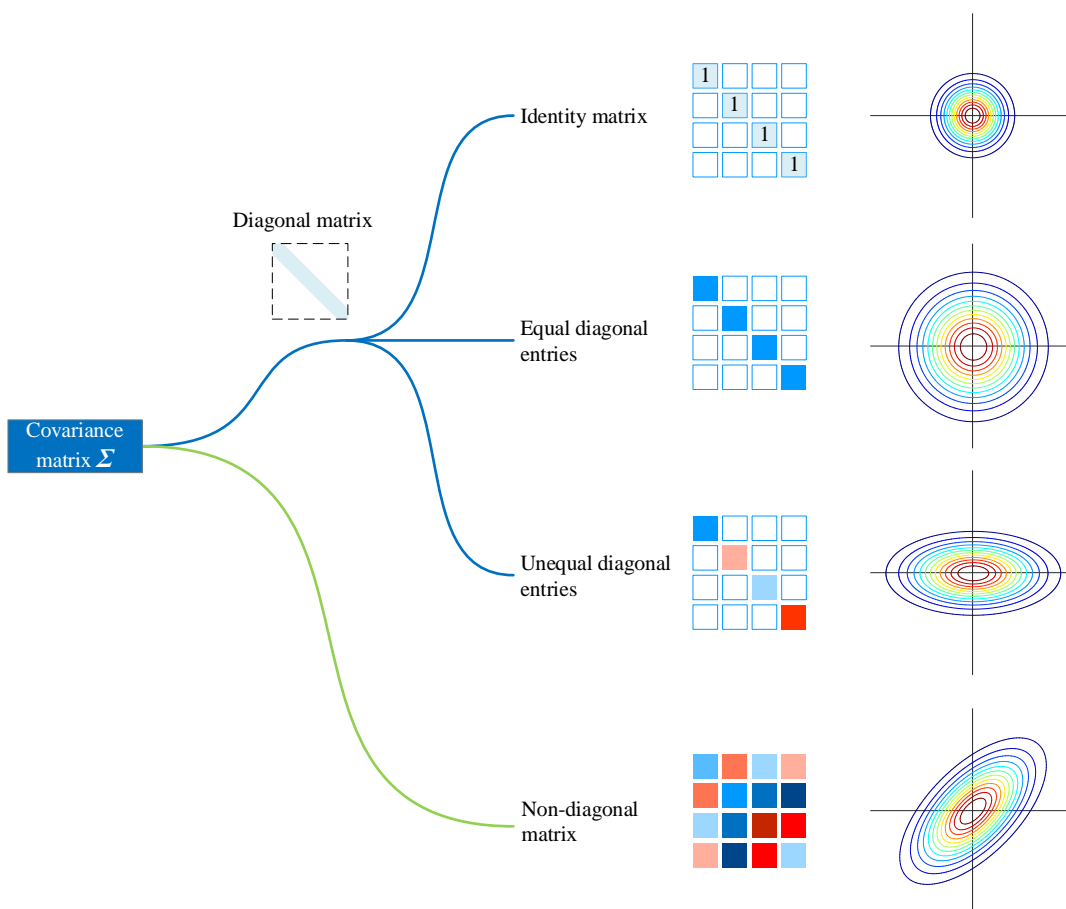 Identity matrix
1
1
1
1
Diagonal matrix
Equal diagonal
entries
Covariance
matrix Σ
Unequal diagonal
entries
Non-diagonal
matrix